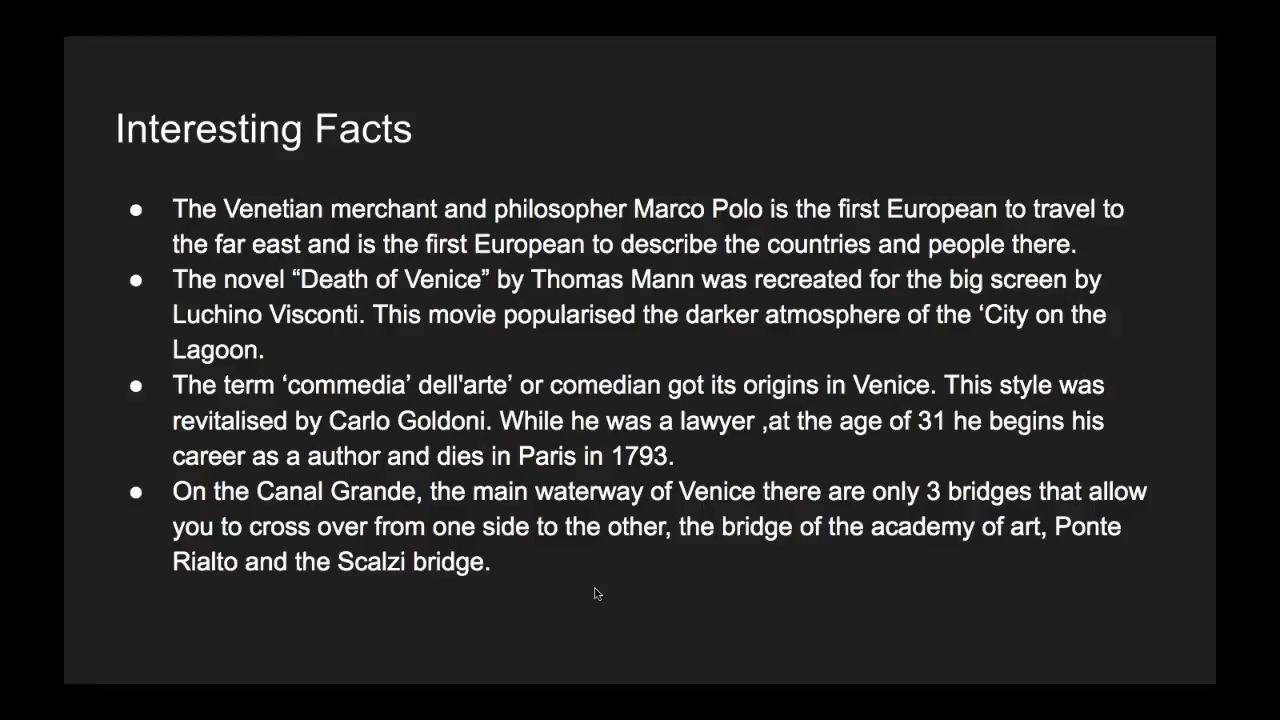 Interesting Facts
● The Venetian merchant and philosopher Marco Polo is the first European to travel to
the far east and is the first European to describe the countries and people there.
● The novel “Death of Venice” by Thomas Mann was recreated for the big screen by
Luchino Visconti. This movie popularised the darker atmosphere of the ‘City on the
Lagoon.
● The term ‘commedia’ dell'arte’ or comedian got its origins in Venice. This style was
revitalised by Carlo Goldoni. While he was a lawyer ,at the age of 31 he begins his
career as a author and dies in Paris in 1793.
● On the Canal Grande, the main waterway of Venice there are only 3 bridges that allow
you to cross over from one side to the other, the bridge of the academy of art, Ponte
Rialto and the Scalzi bridge.